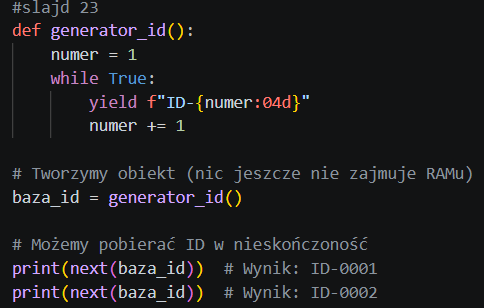 #slajd 23
def generator_id():
    numer = 1
    while True:
        yield f"ID-{numer:04d}"
        numer += 1
# Tworzymy obiekt (nic jeszcze nie zajmuje RAMu)
baza_id = generator_id()
# Możemy pobierać ID w nieskończoność
print(next(baza_id))  # Wynik: ID-0001
print(next(baza_id))  # Wynik: ID-0002